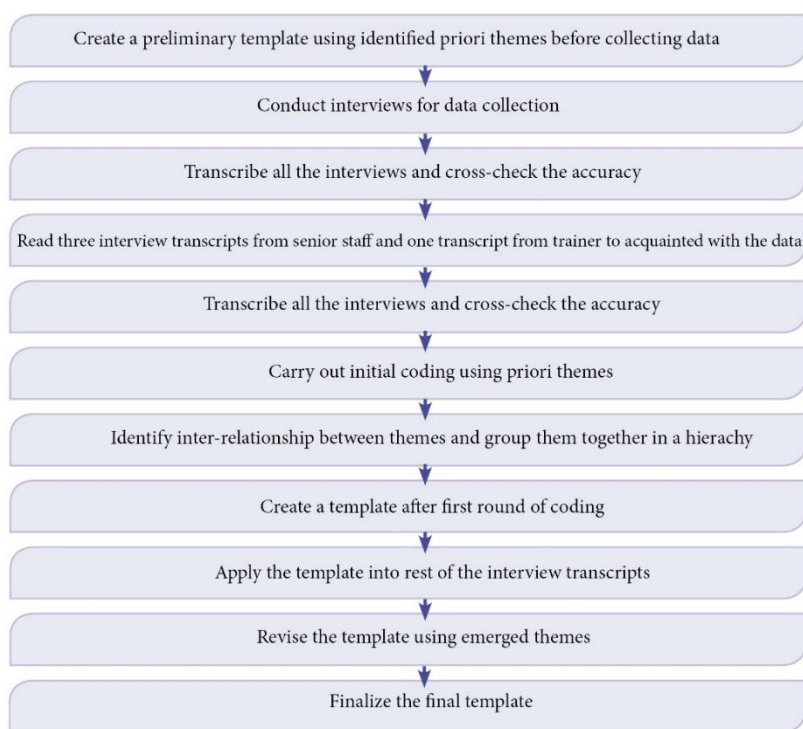 Create a preliminary template using identified priori themes before collecting data
Conduct interviews for data collection
Transcribe all the interviews and cross-check the accuracy
Read three interview transcripts from senior staff and one transcript from trainer to acquainted with the data
Transcribe all the interviews and cross-check the accuracy
Carry out initial coding using priori themes
Identify inter-relationship between themes and group them together in a hierachy
Create a template after first round of coding
Apply the template into rest of the interview transcripts
Revise the template using emerged themes
Finalize the final template